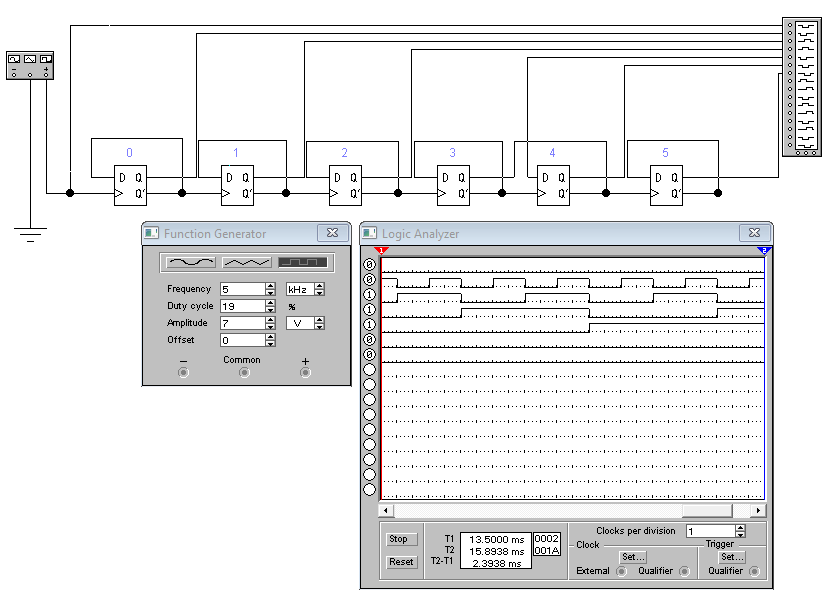 0 1 2 3 4 5
D Q D Q D Q D Q D Q D Q
Q' Q' Q' Q' Q' Q'
− +
Function Generator
Frequency 5 kHz
Duty cycle 19 %
Amplitude 7 V
Offset 0
− Common +
Logic Analyzer
1 2
0
0
1
1
1
0
0
Stop
Reset
T1 13.5000 ms 0002
T2 15.8938 ms 001A
T2-T1 2.3938 ms
Clocks per division 1
Clock Trigger
Set... Set...
External Qualifier Qualifier